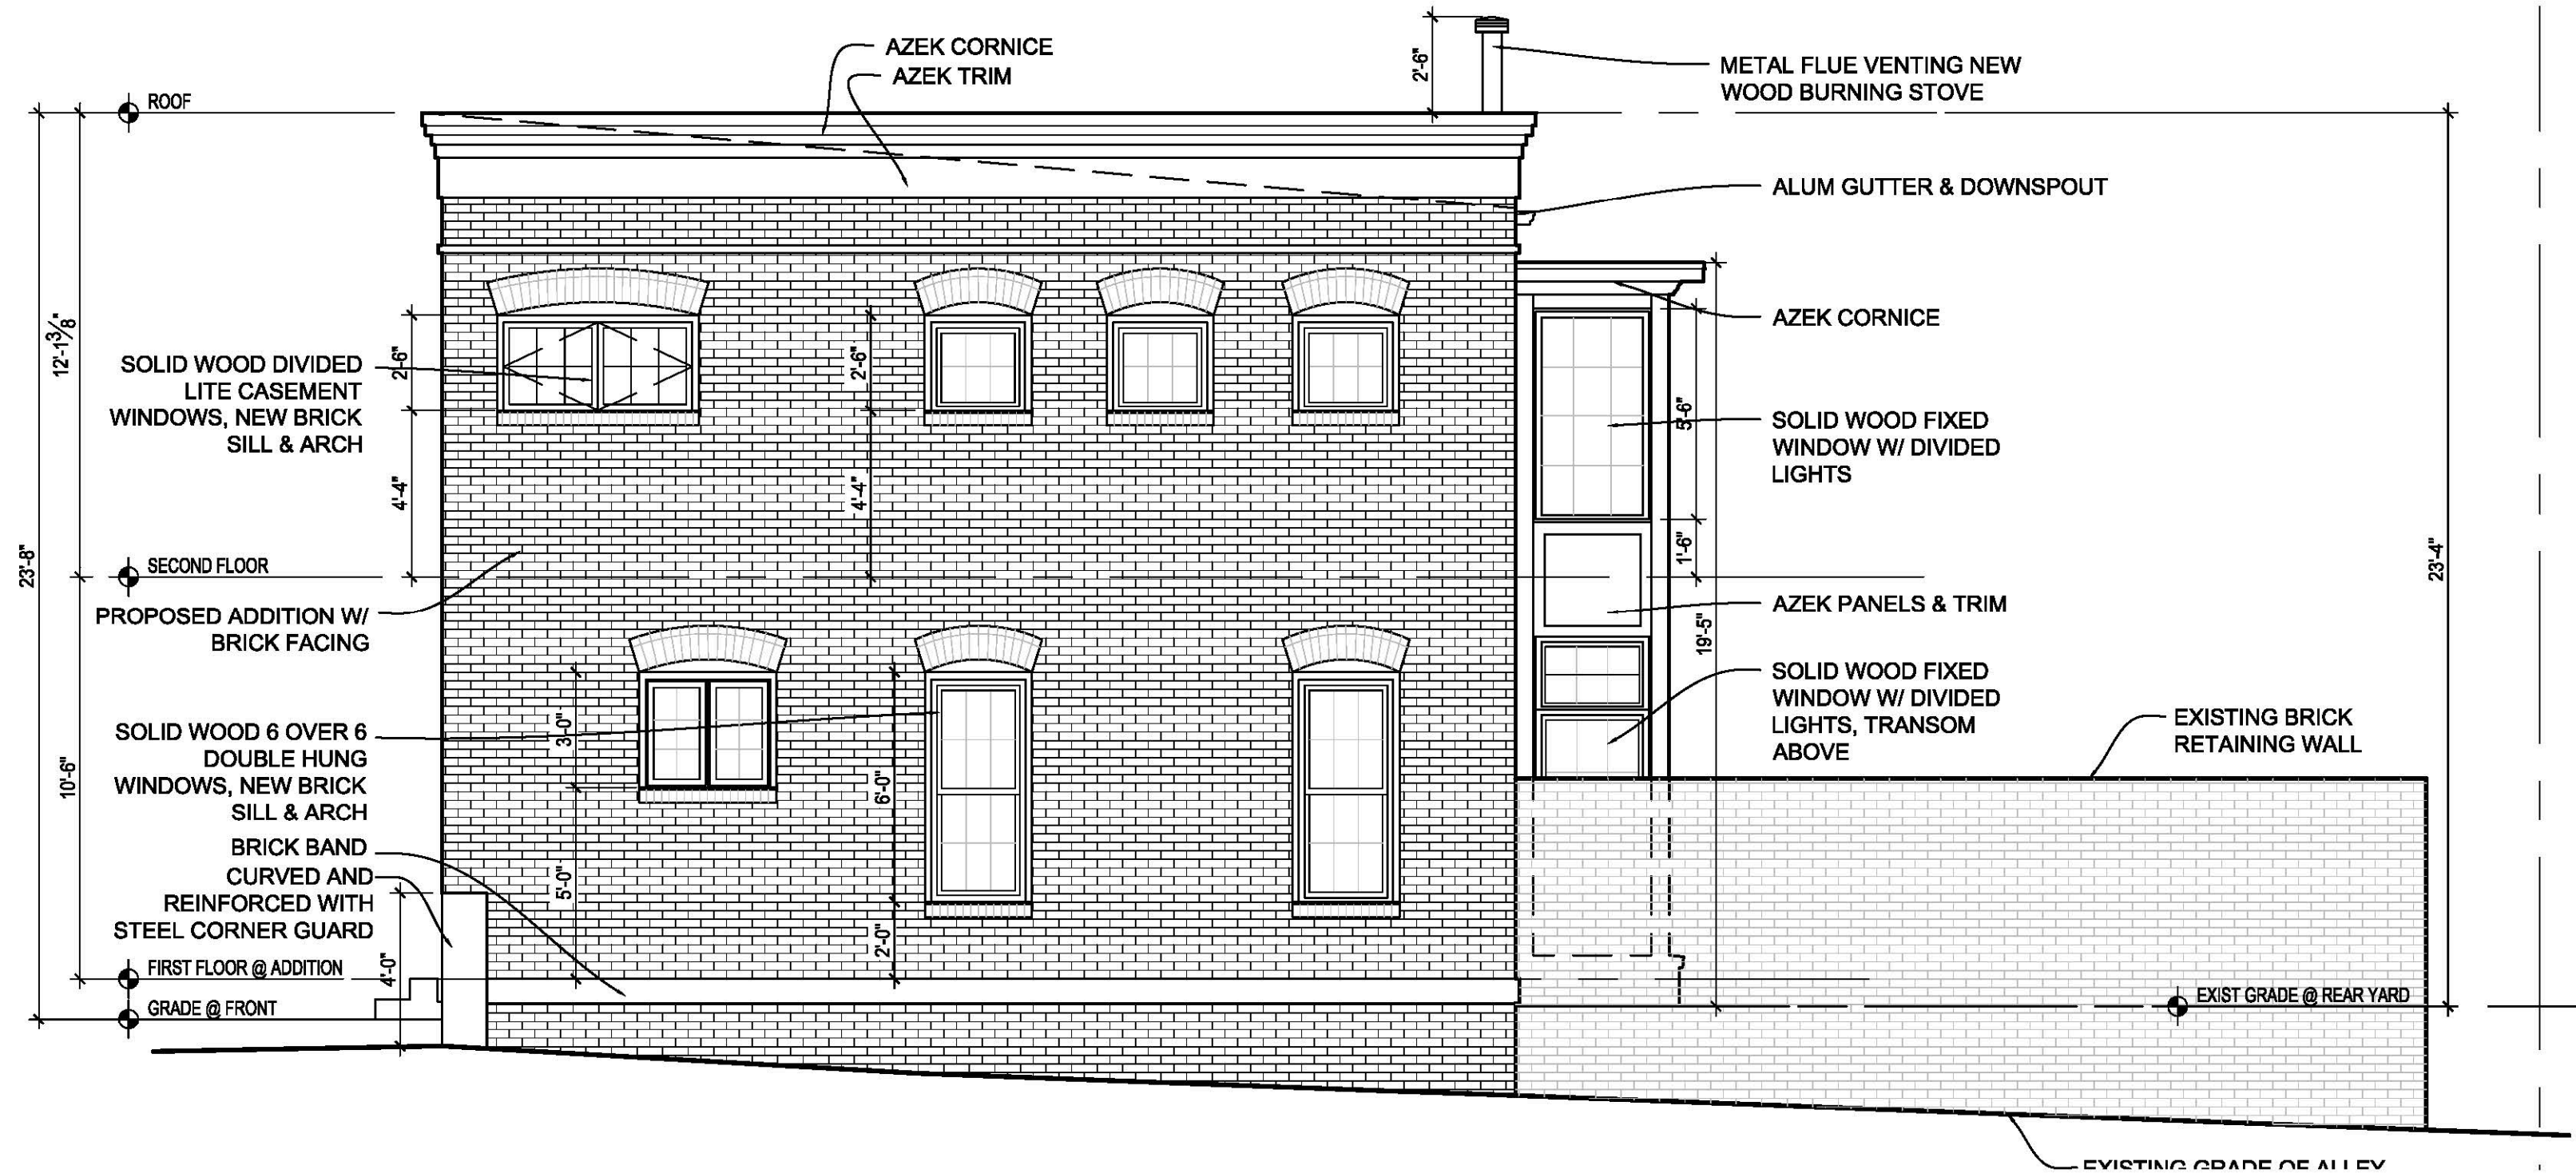 AZEK CORNICE
AZEK TRIM
2'-6"
METAL FLUE VENTING NEW
WOOD BURNING STOVE
ROOF
ALUM GUTTER & DOWNSPOUT
12'-1 3/8"
SOLID WOOD DIVIDED
LITE CASEMENT
WINDOWS, NEW BRICK
SILL & ARCH
2'-6"
2'-6"
AZEK CORNICE
5'-6"
SOLID WOOD FIXED
WINDOW W/ DIVIDED
LIGHTS
4'-4"
4'-4"
23'-8"
SECOND FLOOR
1'-6"
23'-4"
PROPOSED ADDITION W/
BRICK FACING
AZEK PANELS & TRIM
19'-5"
SOLID WOOD FIXED
WINDOW W/ DIVIDED
LIGHTS, TRANSOM
ABOVE
SOLID WOOD 6 OVER 6
DOUBLE HUNG
WINDOWS, NEW BRICK
SILL & ARCH
3'-0"
EXISTING BRICK
RETAINING WALL
10'-6"
6'-0"
BRICK BAND
CURVED AND
REINFORCED WITH
STEEL CORNER GUARD
5'-0"
2'-0"
4'-0"
FIRST FLOOR @ ADDITION
GRADE @ FRONT
EXIST GRADE @ REAR YARD
EXISTING GRADE OF ALLEY